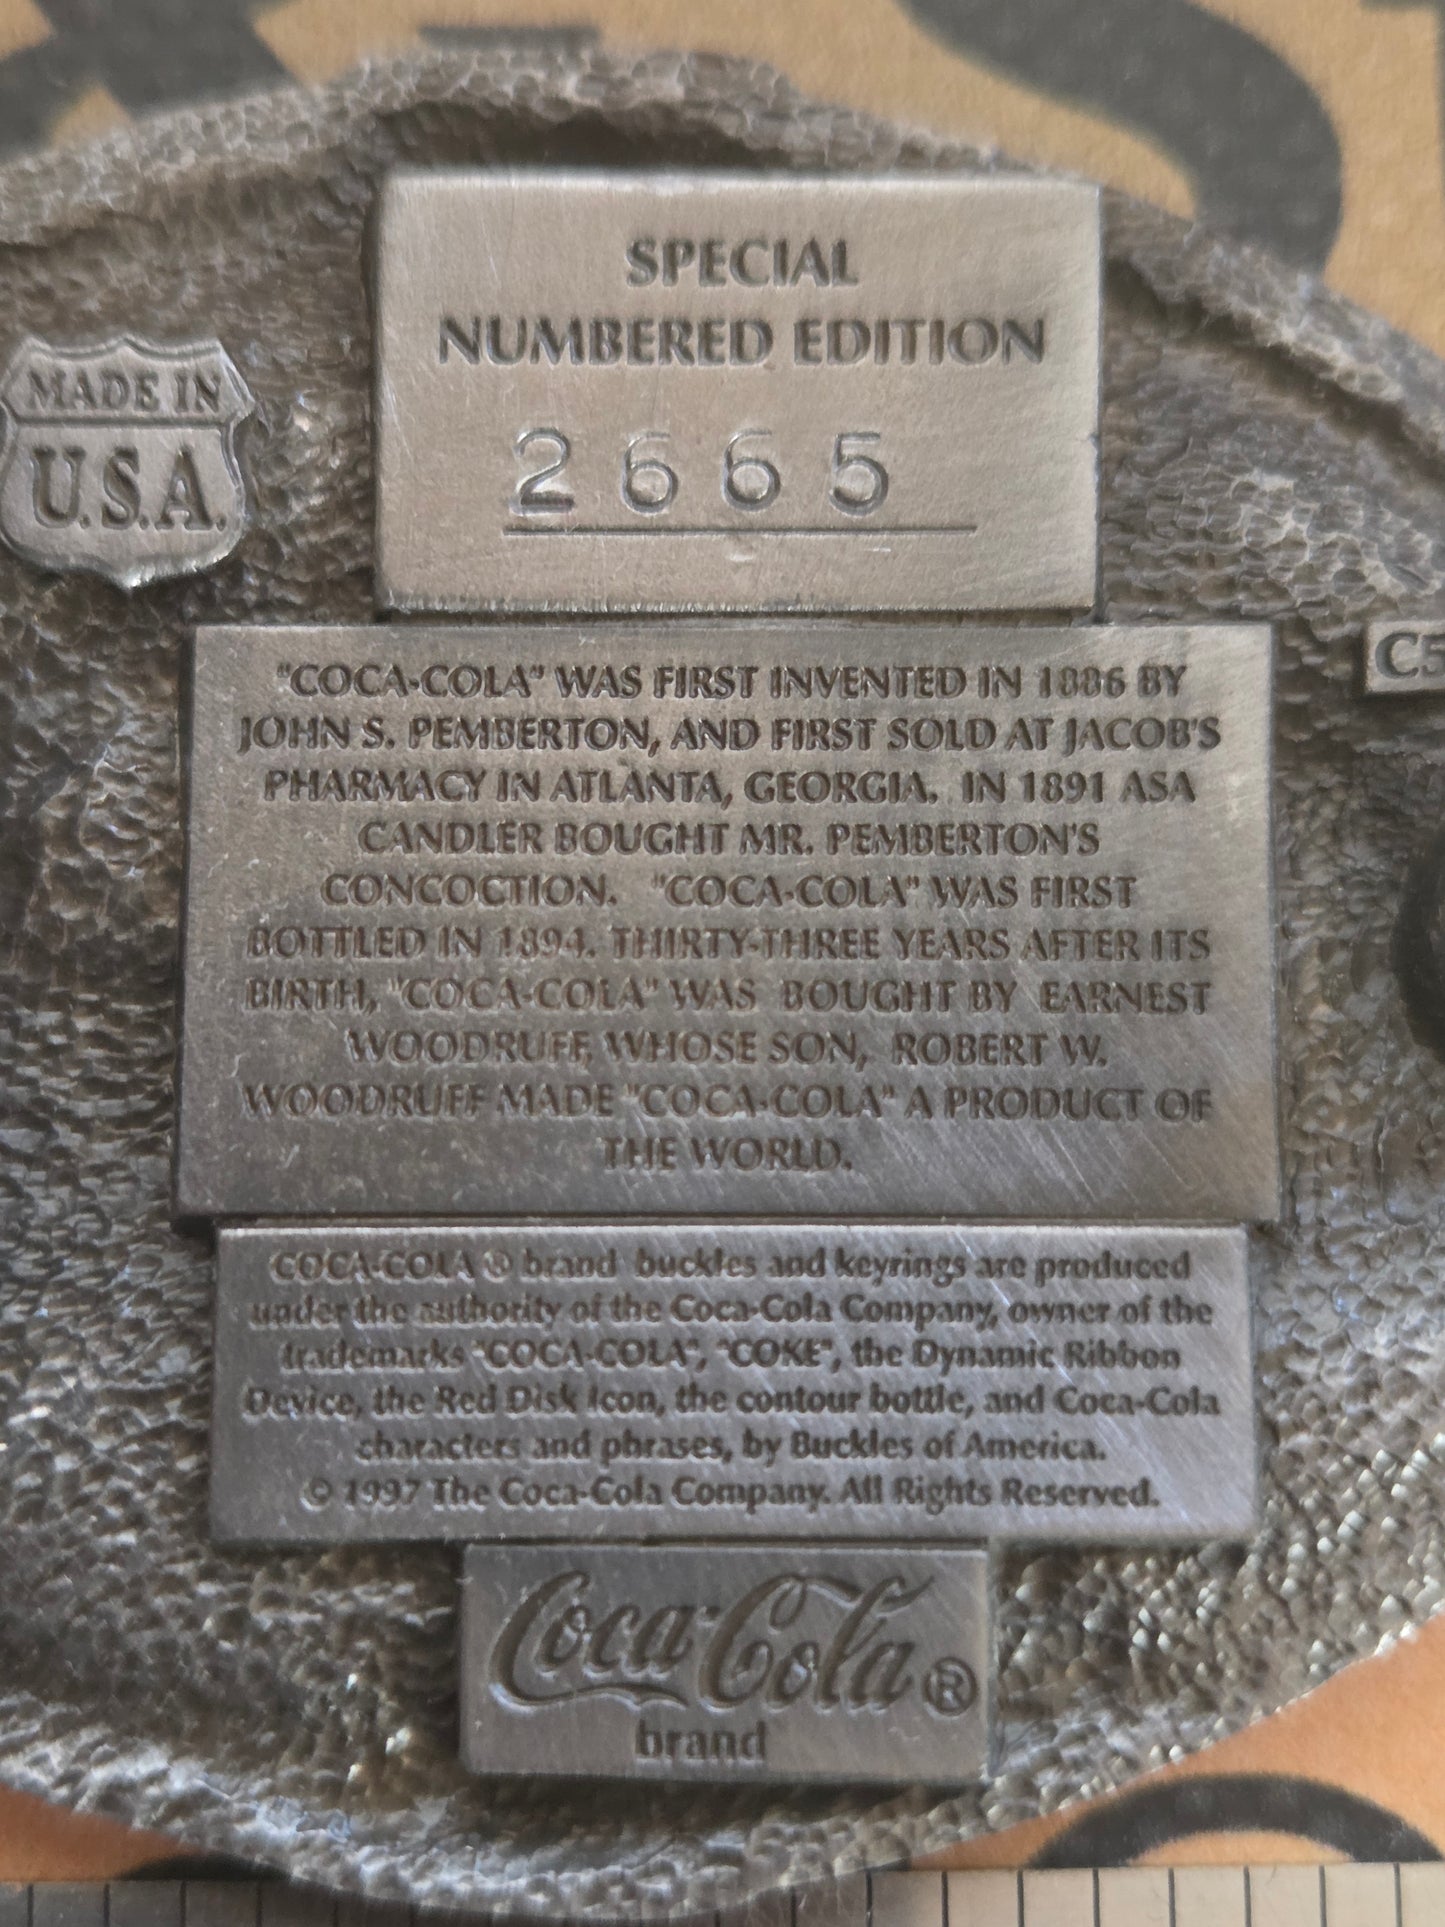 SPECIAL
NUMBERED EDITION
2665
MADE IN
U.S.A.
C5
"COCA-COLA" WAS FIRST INVENTED IN 1886 BY
JOHN S. PEMBERTON, AND FIRST SOLD AT JACOB'S
PHARMACY IN ATLANTA, GEORGIA. IN 1891 ASA
CANDLER BOUGHT MR. PEMBERTON'S
CONCOCTION. "COCA-COLA" WAS FIRST
BOTTLED IN 1894. THIRTY-THREE YEARS AFTER ITS
BIRTH, "COCA-COLA" WAS BOUGHT BY EARNEST
WOODRUFF, WHOSE SON, ROBERT W.
WOODRUFF MADE "COCA-COLA" A PRODUCT OF
THE WORLD.
COCA-COLA ® brand buckles and keyrings are produced
under the authority of the Coca-Cola Company, owner of the
trademarks "COCA-COLA", "COKE", the Dynamic Ribbon
Device, the Red Disk Icon, the contour bottle, and Coca-Cola
characters and phrases, by Buckles of America.
© 1997 The Coca-Cola Company. All Rights Reserved.
Coca-Cola®
brand